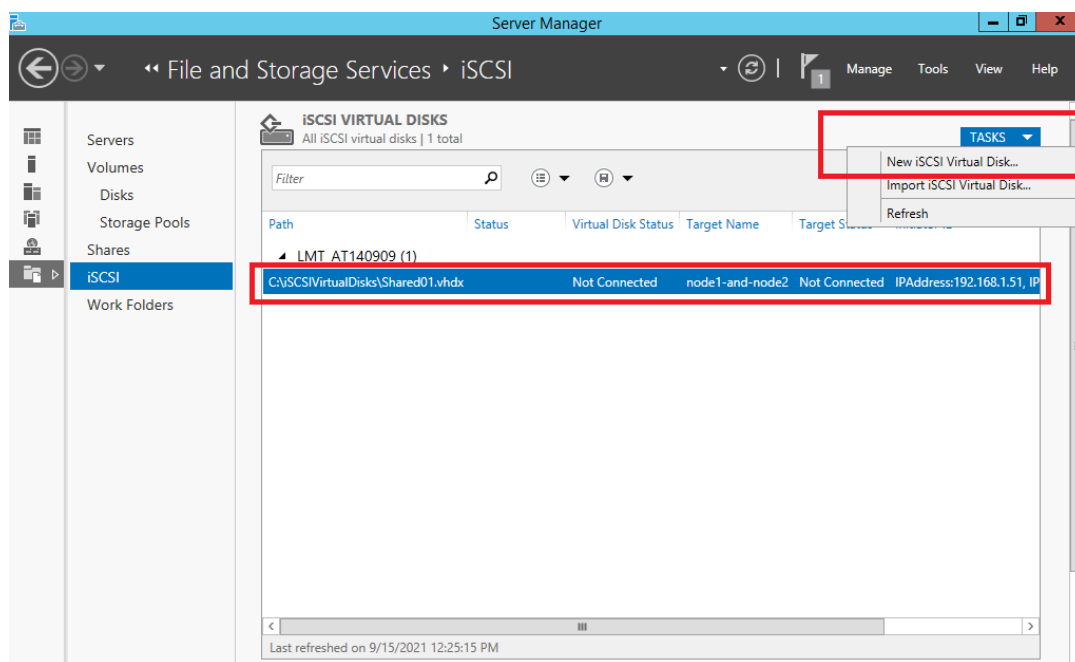 Server Manager
File and Storage Services ‣ iSCSI
1
Manage Tools View Help
Servers
Volumes
Disks
Storage Pools
Shares
iSCSI
Work Folders
iSCSI VIRTUAL DISKS
All iSCSI virtual disks | 1 total
TASKS
New iSCSI Virtual Disk...
Import iSCSI Virtual Disk...
Refresh
Filter
Path Status Virtual Disk Status Target Name Target
LMT_AT140909 (1)
C:\iSCSIVirtualDisks\Shared01.vhdx Not Connected node1-and-node2 Not Connected IPAddress:192.168.1.51, IP
Last refreshed on 9/15/2021 12:25:15 PM